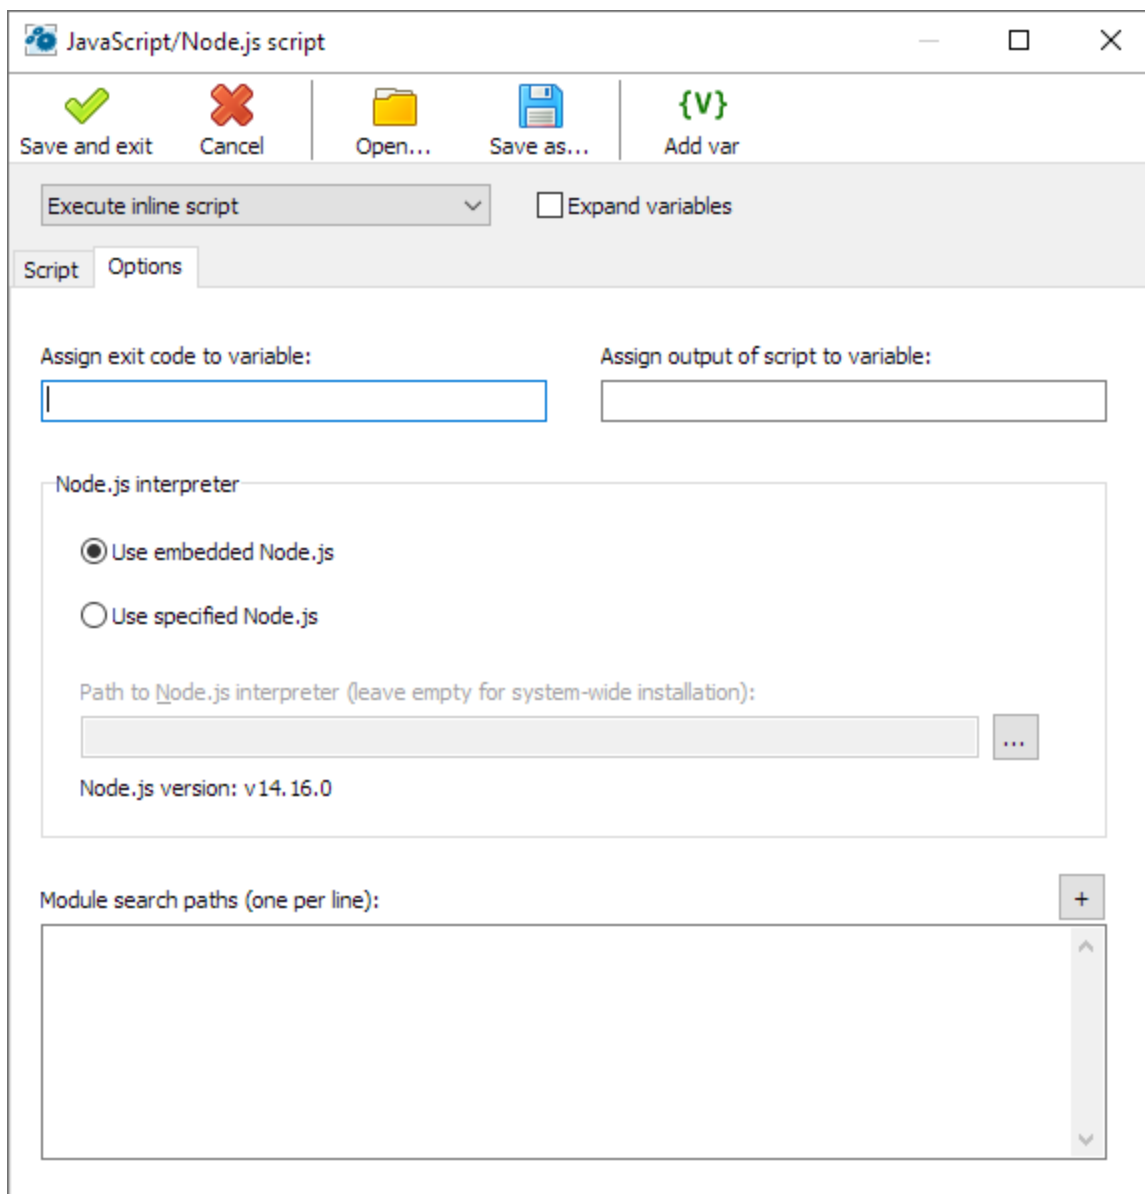 JavaScript/Node.js script
Save and exit Cancel Open... Save as... {V} Add var
Execute inline script Expand variables
Script Options
Assign exit code to variable: Assign output of script to variable:
Node.js interpreter
Use embedded Node.js
Use specified Node.js
Path to Node.js interpreter (leave empty for system-wide installation):
...
Node.js version: v14.16.0
Module search paths (one per line): +